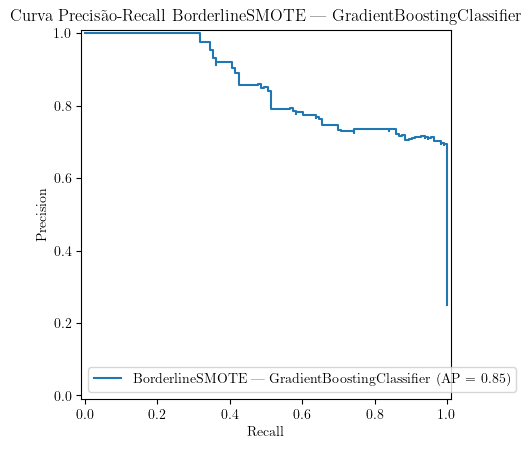 Curva Precisão-Recall BorderlineSMOTE — GradientBoostingClassifier
1.0
0.8
0.6
0.4
0.2
0.0
Precision
BorderlineSMOTE — GradientBoostingClassifier (AP = 0.85)
0.0 0.2 0.4 0.6 0.8 1.0
Recall